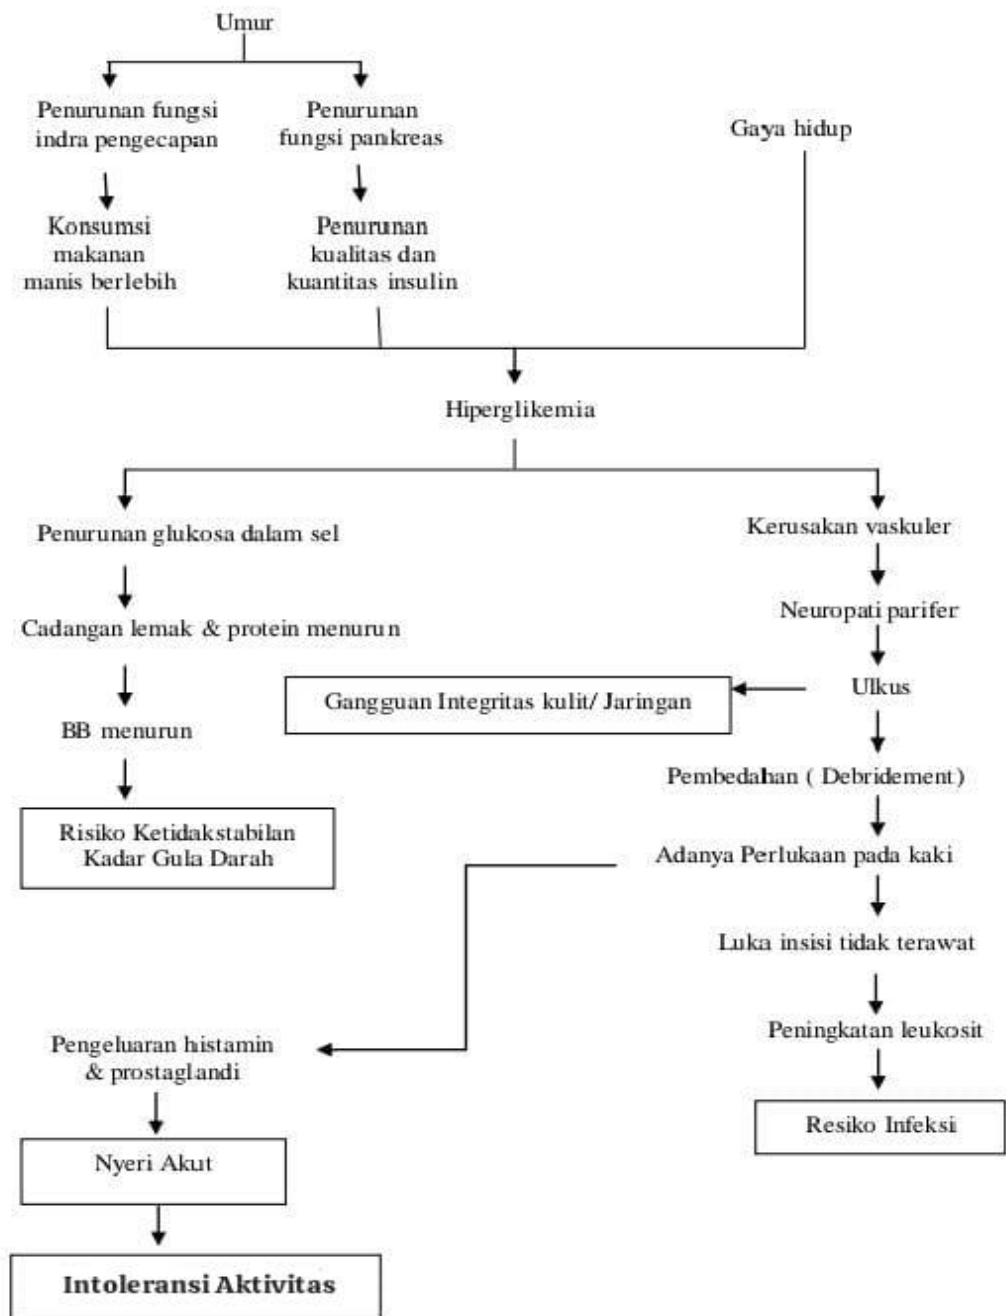 Umur
Penurunan fungsi
indra pengecapan
Penurunan
fungsi pankreas
Gaya hidup
Konsumsi
makanan
manis berlebih
Penurunan
kualitas dan
kuantitas insulin
Hiperglikemia
Penurunan glukosa dalam sel
Kerusakan vaskuler
Cadangan lemak & protein menurun
Neuropati parifer
Gangguan Integritas kulit/ Jaringan
Ulkus
BB menurun
Pembedahan ( Debridement)
Risiko Ketidakstabilan
Kadar Gula Darah
Adanya Perlukaan pada kaki
Luka insisi tidak terawat
Pengeluaran histamin
& prostaglandi
Peningkatan leukosit
Nyeri Akut
Resiko Infeksi
Intoleransi Aktivitas